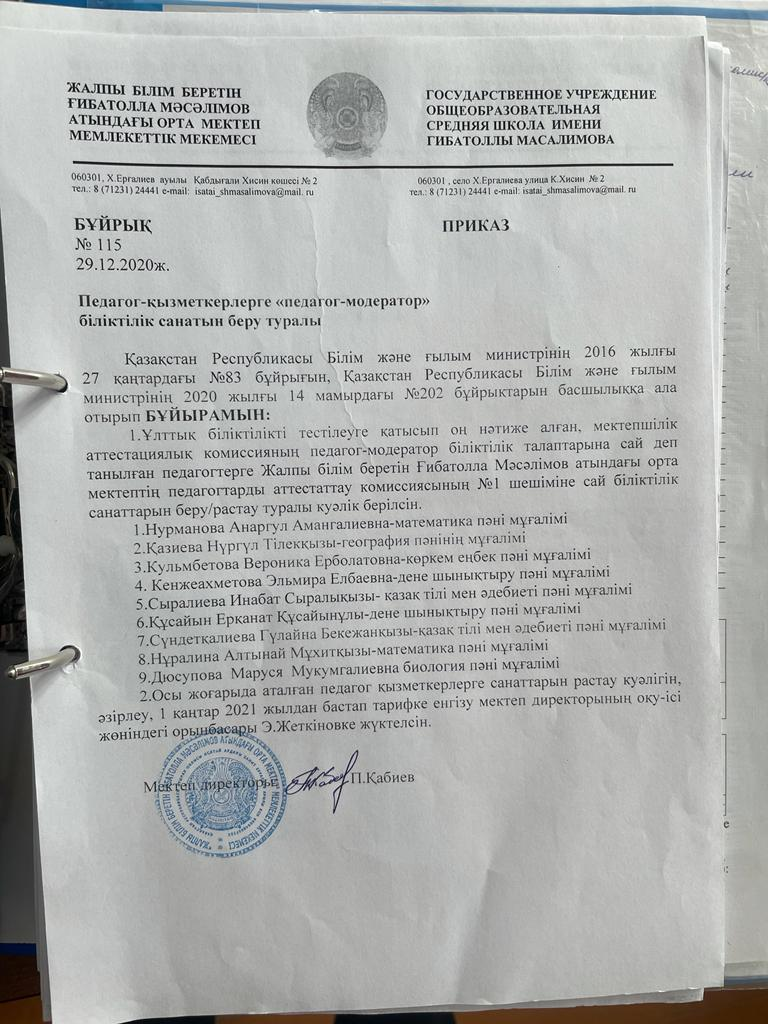 ЖАЛПЫ БІЛІМ БЕРЕТІН
ҒИБАТОЛЛА МӘСӘЛІМОВ
АТЫНДАҒЫ ОРТА МЕКТЕП
МЕМЛЕКЕТТІК МЕКЕМЕСІ
ГОСУДАРСТВЕННОЕ УЧРЕЖДЕНИЕ
ОБЩЕОБРАЗОВАТЕЛЬНАЯ
СРЕДНЯЯ ШКОЛА ИМЕНИ
ГИБАТОЛЛЫ МАСАЛИМОВА
060301, Х.Ергалиев ауылы Қабдығали Хисин көшесі № 2
тел.: 8 (71231) 24441 e-mail: isatai_shmasalimova@mail. ru
060301 , село Х.Ергалиева улица К.Хисин № 2
тел.: 8 (71231) 24441 e-mail: isatai_shmasalimova@mail. ru
БҰЙРЫҚ
№ 115
29.12.2020ж.
ПРИКАЗ
Педагог-қызметкерлерге «педагог-модератор»
біліктілік санатын беру туралы
Қазақстан Республикасы Білім және ғылым министрінің 2016 жылғы
27 қаңтардағы №83 бұйрығын, Қазақстан Республикасы Білім және ғылым
министрінің 2020 жылғы 14 мамырдағы №202 бұйрықтарын басшылыққа ала
отырып БҰЙЫРАМЫН:
1.Ұлттық біліктілікті тестілеуге қатысып оң нәтиже алған, мектепшілік
аттестациялық комиссияның педагог-модератор біліктілік талаптарына сай деп
танылған педагогтерге Жалпы білім беретін Ғибатолла Мәсәлімов атындағы орта
мектептің педагогтарды аттестаттау комиссиясының №1 шешіміне сай біліктілік
санаттарын беру/растау туралы куәлік берілсін.
1.Нурманова Анаргул Амангалиевна-математика пәні мұғалімі
2.Қазиева Нүргүл Тілекқызы-география пәнінің мұғалімі
3.Кульмбетова Вероника Ерболатовна-көркем еңбек пәні мұғалімі
4. Кенжеахметова Эльмира Елбаевна-дене шынықтыру пәні мұғалімі
5.Сыралиева Инабат Сыралықызы- қазақ тілі мен әдебиеті пәні мұғалімі
6.Құсайын Ерканат Құсайынұлы-дене шынықтыру пәні мұғалімі
7.Сүндетқалиева Гүлайна Бекежанқызы-қазақ тілі мен әдебиеті пәні мұғалімі
8.Нұралина Алтынай Мұхитқызы-математика пәні мұғалімі
9.Дюсупова Маруся Мукумгалиевна биология пәні мұғалімі
2.Осы жоғарыда аталған педагог қызметкерлерге санаттарын растау куәлігін,
әзірлеу, 1 қаңтар 2021 жылдан бастап тарифке енгізу мектеп директорының оқу-ісі
жөніндегі орынбасары Э.Жеткіновке жүктелсін.
Мектеп директоры: П.Қабиев